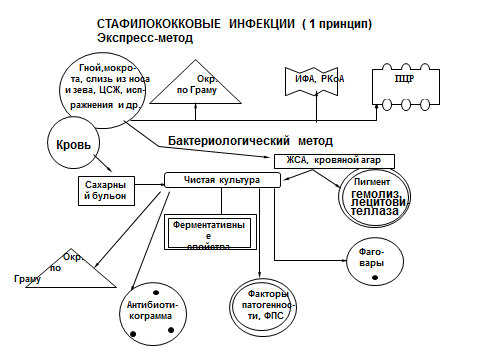 СТАФИЛОКОККОВЫЕ ИНФЕКЦИИ ( 1 принцип)
Экспресс-метод
Гной,мокро-
та, слизь из носа
и зева, ЦСЖ, исп-
ражнения и др.
Окр.
по Граму
ИФА, РКоА
ПЦР
Кровь
Бактериологический метод
ЖСА, кровяной агар
Сахарны
й бульон
Чистая культура
Пигмент
гемолиз,
лецитови-
теллаза
Ферментативны
е
свойства
Окр.
по
Граму
Фаго-
вары
Антибиоти-
кограмма
Факторы
патогеннос-
ти, ФПС